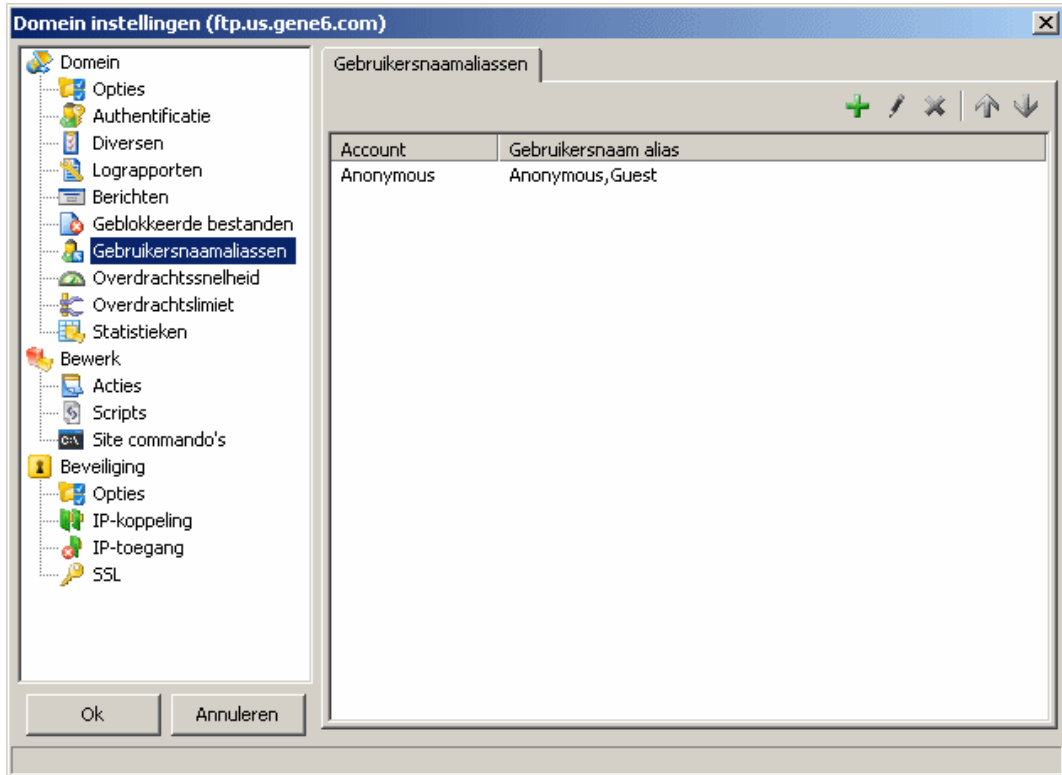 Domein instellingen (ftp.us.gene6.com)
Domein
Opties
Authentificatie
Diversen
Lograpporten
Berichten
Geblokkeerde bestanden
Gebruikersnaamaliassen
Overdrachtssnelheid
Overdrachtslimiet
Statistieken
Bewerk
Acties
Scripts
C:\ Site commando's
Beveiliging
Opties
IP-koppeling
IP-toegang
SSL
Ok Annuleren
Gebruikersnaamaliassen
Account Gebruikersnaam alias
Anonymous Anonymous,Guest